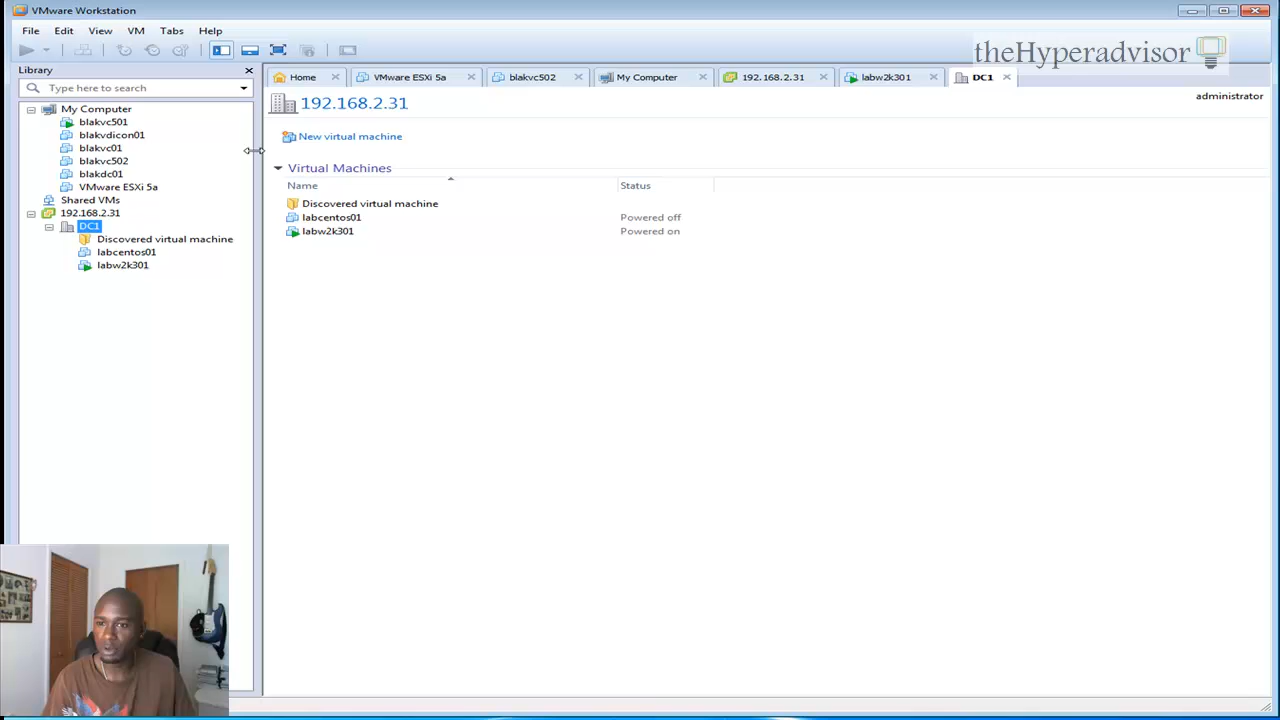 VMware Workstation
File Edit View VM Tabs Help
theHyperadvisor
Library
Type here to search
Home VMware ESXi 5a blakvc502 My Computer 192.168.2.31 labw2k301 DC1
My Computer
blakvc501
blakvdicon01
blakvc01
blakvc502
blakdc01
VMware ESXi 5a
Shared VMs
192.168.2.31
DC1
Discovered virtual machine
labcentos01
labw2k301
192.168.2.31
administrator
New virtual machine
Virtual Machines
Name Status
Discovered virtual machine
labcentos01 Powered off
labw2k301 Powered on